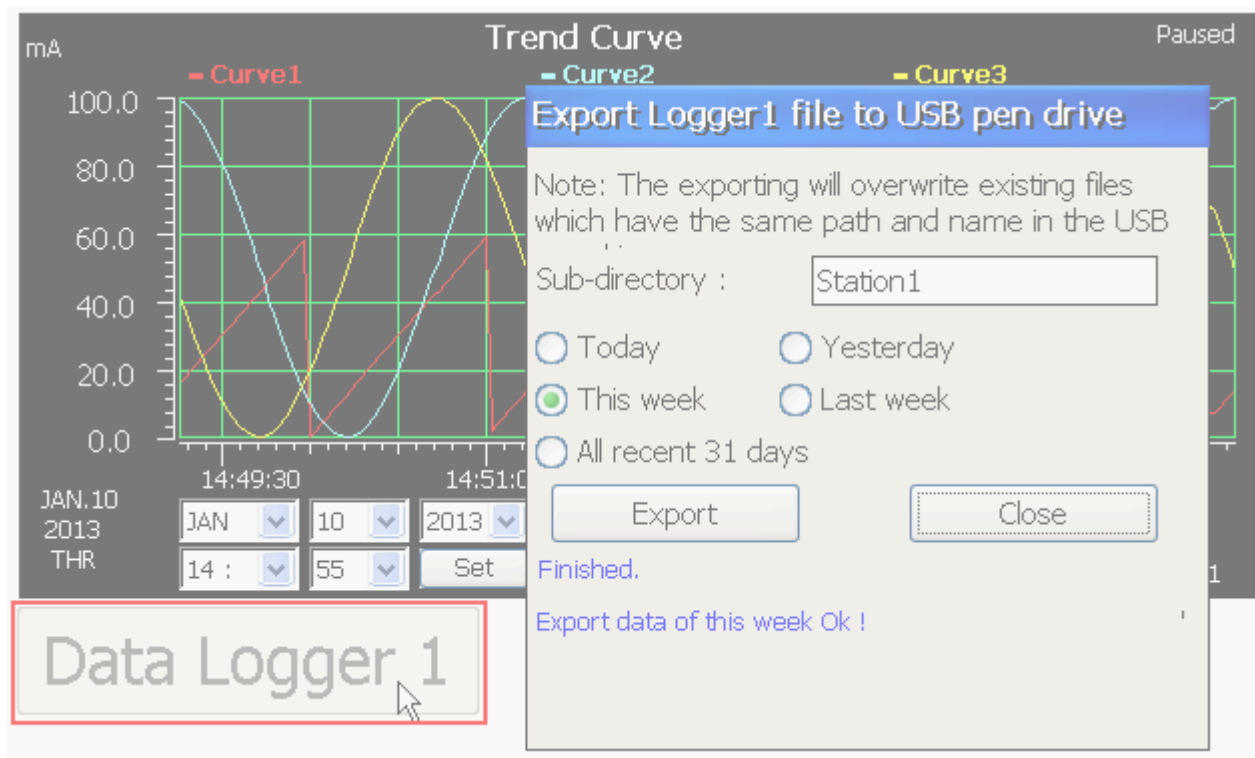 mA
Trend Curve
Paused
Curve1
Curve2
Curve3
100.0
80.0
60.0
40.0
20.0
0.0
14:49:30
14:51:0
JAN.10
2013
THR
JAN
10
2013
14 :
55
Set
1
Data Logger 1
Export Logger1 file to USB pen drive
Note: The exporting will overwrite existing files
which have the same path and name in the USB
Sub-directory :
Station1
Today
Yesterday
This week
Last week
All recent 31 days
Export
Close
Finished.
Export data of this week Ok !